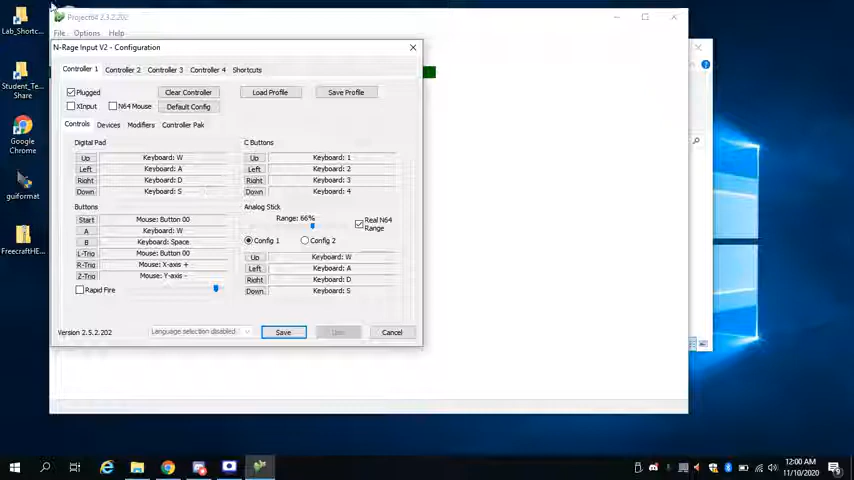 Lab_Shortc...
Student_Te...
Share
Google
Chrome
guiformat
FreecraftHE...
Project64 2.3.2.202
File Options Help
N-Rage Input V2 - Configuration
Controller 1 Controller 2 Controller 3 Controller 4 Shortcuts
Plugged Clear Controller Load Profile Save Profile
XInput N64 Mouse Default Config
Controls Devices Modifiers Controller Pak
Digital Pad
Up Keyboard: W
Left Keyboard: A
Right Keyboard: D
Down Keyboard: S
C Buttons
Up Keyboard: 1
Left Keyboard: 2
Right Keyboard: 3
Down Keyboard: 4
Buttons
Start Mouse: Button 00
A Keyboard: W
B Keyboard: Space
L-Trig Mouse: Button 00
R-Trig Mouse: X-axis +
Z-Trig Mouse: Y-axis -
Rapid Fire
Analog Stick
Range: 66%
Real N64
Range
Config 1 Config 2
Up Keyboard: W
Left Keyboard: A
Right Keyboard: D
Down Keyboard: S
Version 2.5.2.202 Language selection disabled Save Cancel
12:00 AM
11/10/2020